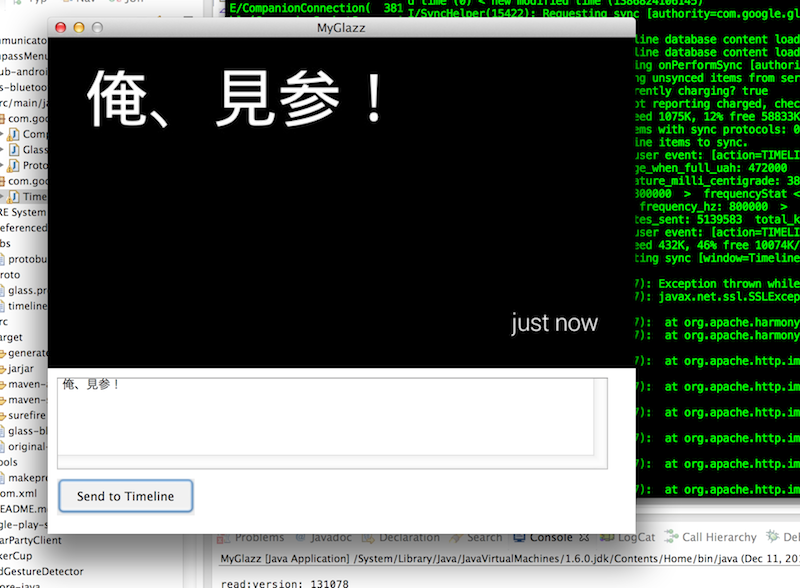 E/CompanionConnection( 381
I/SyncHelper(15422): Requesting sync [authority=com.google.gl
MyGlazz
俺、見参！
just now
俺、見参！
Send to Timeline
line database content load
line database content load
ng onPerformSync [authori
ng unsynced items from ser
rently charging? true
ot reporting charged, chec
eed 1075K, 12% free 58833K
ems with sync protocols: 0
ine items to sync.
user event: [action=TIMELI
ge_when_full_uah: 472000
ature_milli_centigrade: 38
800000 > frequencyStat <
frequency_hz: 800000 >
tes_sent: 5139583 total_k
user event: [action=TIMELI
eed 432K, 46% free 10074K/
ting sync [window=Timeline
7): Exception thrown while
7): javax.net.ssl.SSLExcep
7): at org.apache.harmony
7): at org.apache.harmony
7): at org.apache.http.im
7): at org.apache.http.im
7): at org.apache.http.im
7): at org.apache.http.im
7): at org.apache.http.im
7): at org.apache.http.im
municato
mpassMenu
ub-androi
s-bluetoo
rc/main/ja
com.goo
Comp
Glass
Proto
com.goo
Time
RE System
eferenced
bs
protobu
roto
glass.pr
timeline
rc
arget
generate
jarjar
maven-
maven-s
surefire
glass-bl
original-
ools
makepre
om.xml
EADME.m
gle-play-s
arPartyClient
kerCup
dGestureDetector
Problems Javadoc Declaration Search Console LogCat Call Hierarchy Del
MyGlazz [Java Application] /System/Library/Java/JavaVirtualMachines/1.6.0.jdk/Contents/Home/bin/java (Dec 11, 201
read:version: 131078